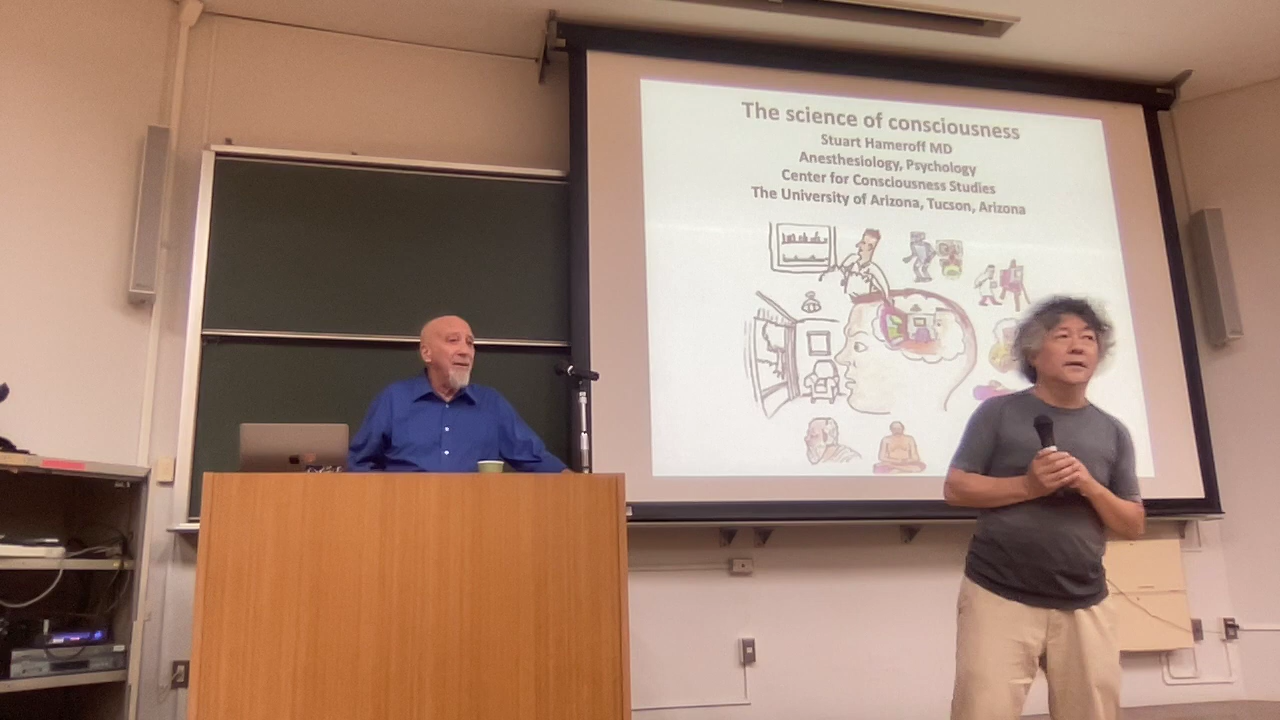 The science of consciousness
Stuart Hameroff MD
Anesthesiology, Psychology
Center for Consciousness Studies
The University of Arizona, Tucson, Arizona